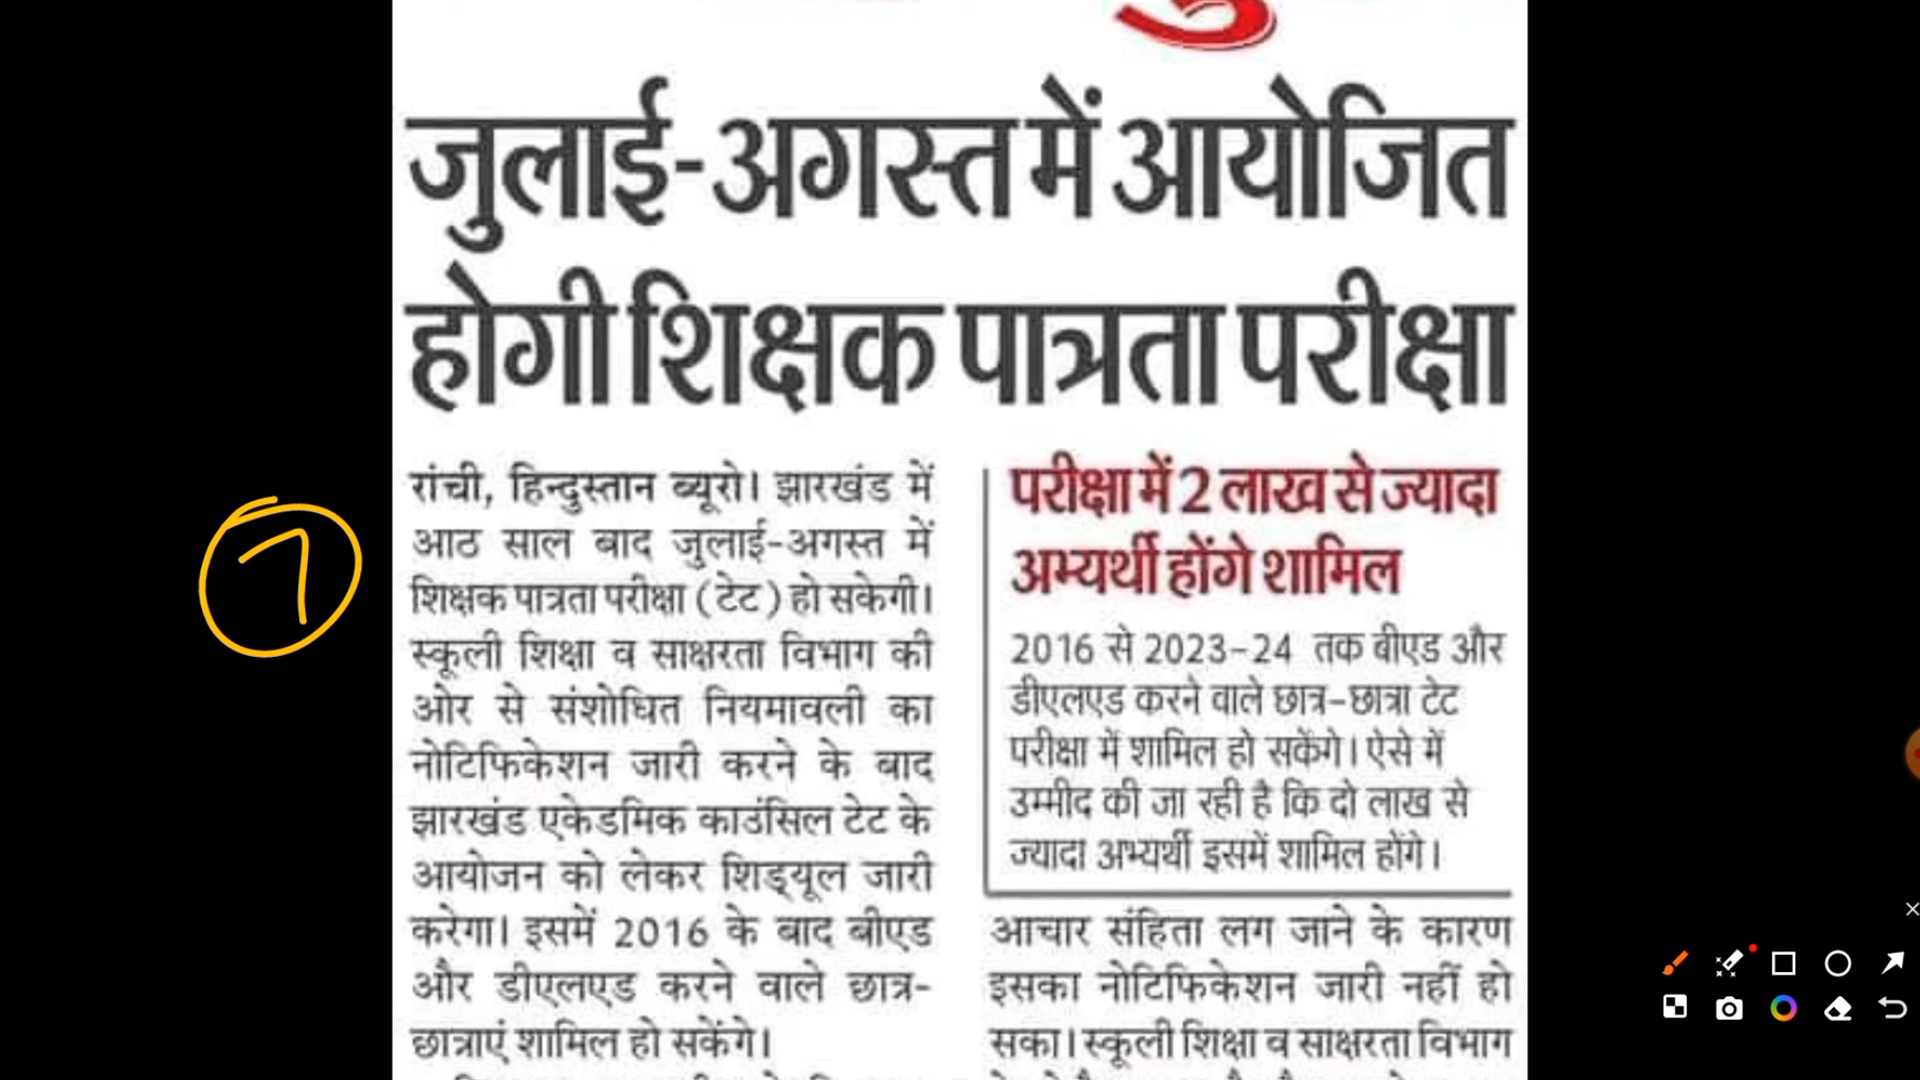 जुलाई-अगस्त में आयोजित
होगी शिक्षक पात्रता परीक्षा
7
रांची, हिन्दुस्तान ब्यूरो। झारखंड में
आठ साल बाद जुलाई-अगस्त में
शिक्षक पात्रता परीक्षा (टेट) हो सकेगी।
स्कूली शिक्षा व साक्षरता विभाग की
ओर से संशोधित नियमावली का
नोटिफिकेशन जारी करने के बाद
झारखंड एकेडमिक काउंसिल टेट के
आयोजन को लेकर शिड्यूल जारी
करेगा। इसमें 2016 के बाद बीएड
और डीएलएड करने वाले छात्र-
छात्राएं शामिल हो सकेंगे।
परीक्षा में 2 लाख से ज्यादा
अभ्यर्थी होंगे शामिल
2016 से 2023-24 तक बीएड और
डीएलएड करने वाले छात्र-छात्रा टेट
परीक्षा में शामिल हो सकेंगे। ऐसे में
उम्मीद की जा रही है कि दो लाख से
ज्यादा अभ्यर्थी इसमें शामिल होंगे।
आचार संहिता लग जाने के कारण
इसका नोटिफिकेशन जारी नहीं हो
सका। स्कूली शिक्षा व साक्षरता विभाग